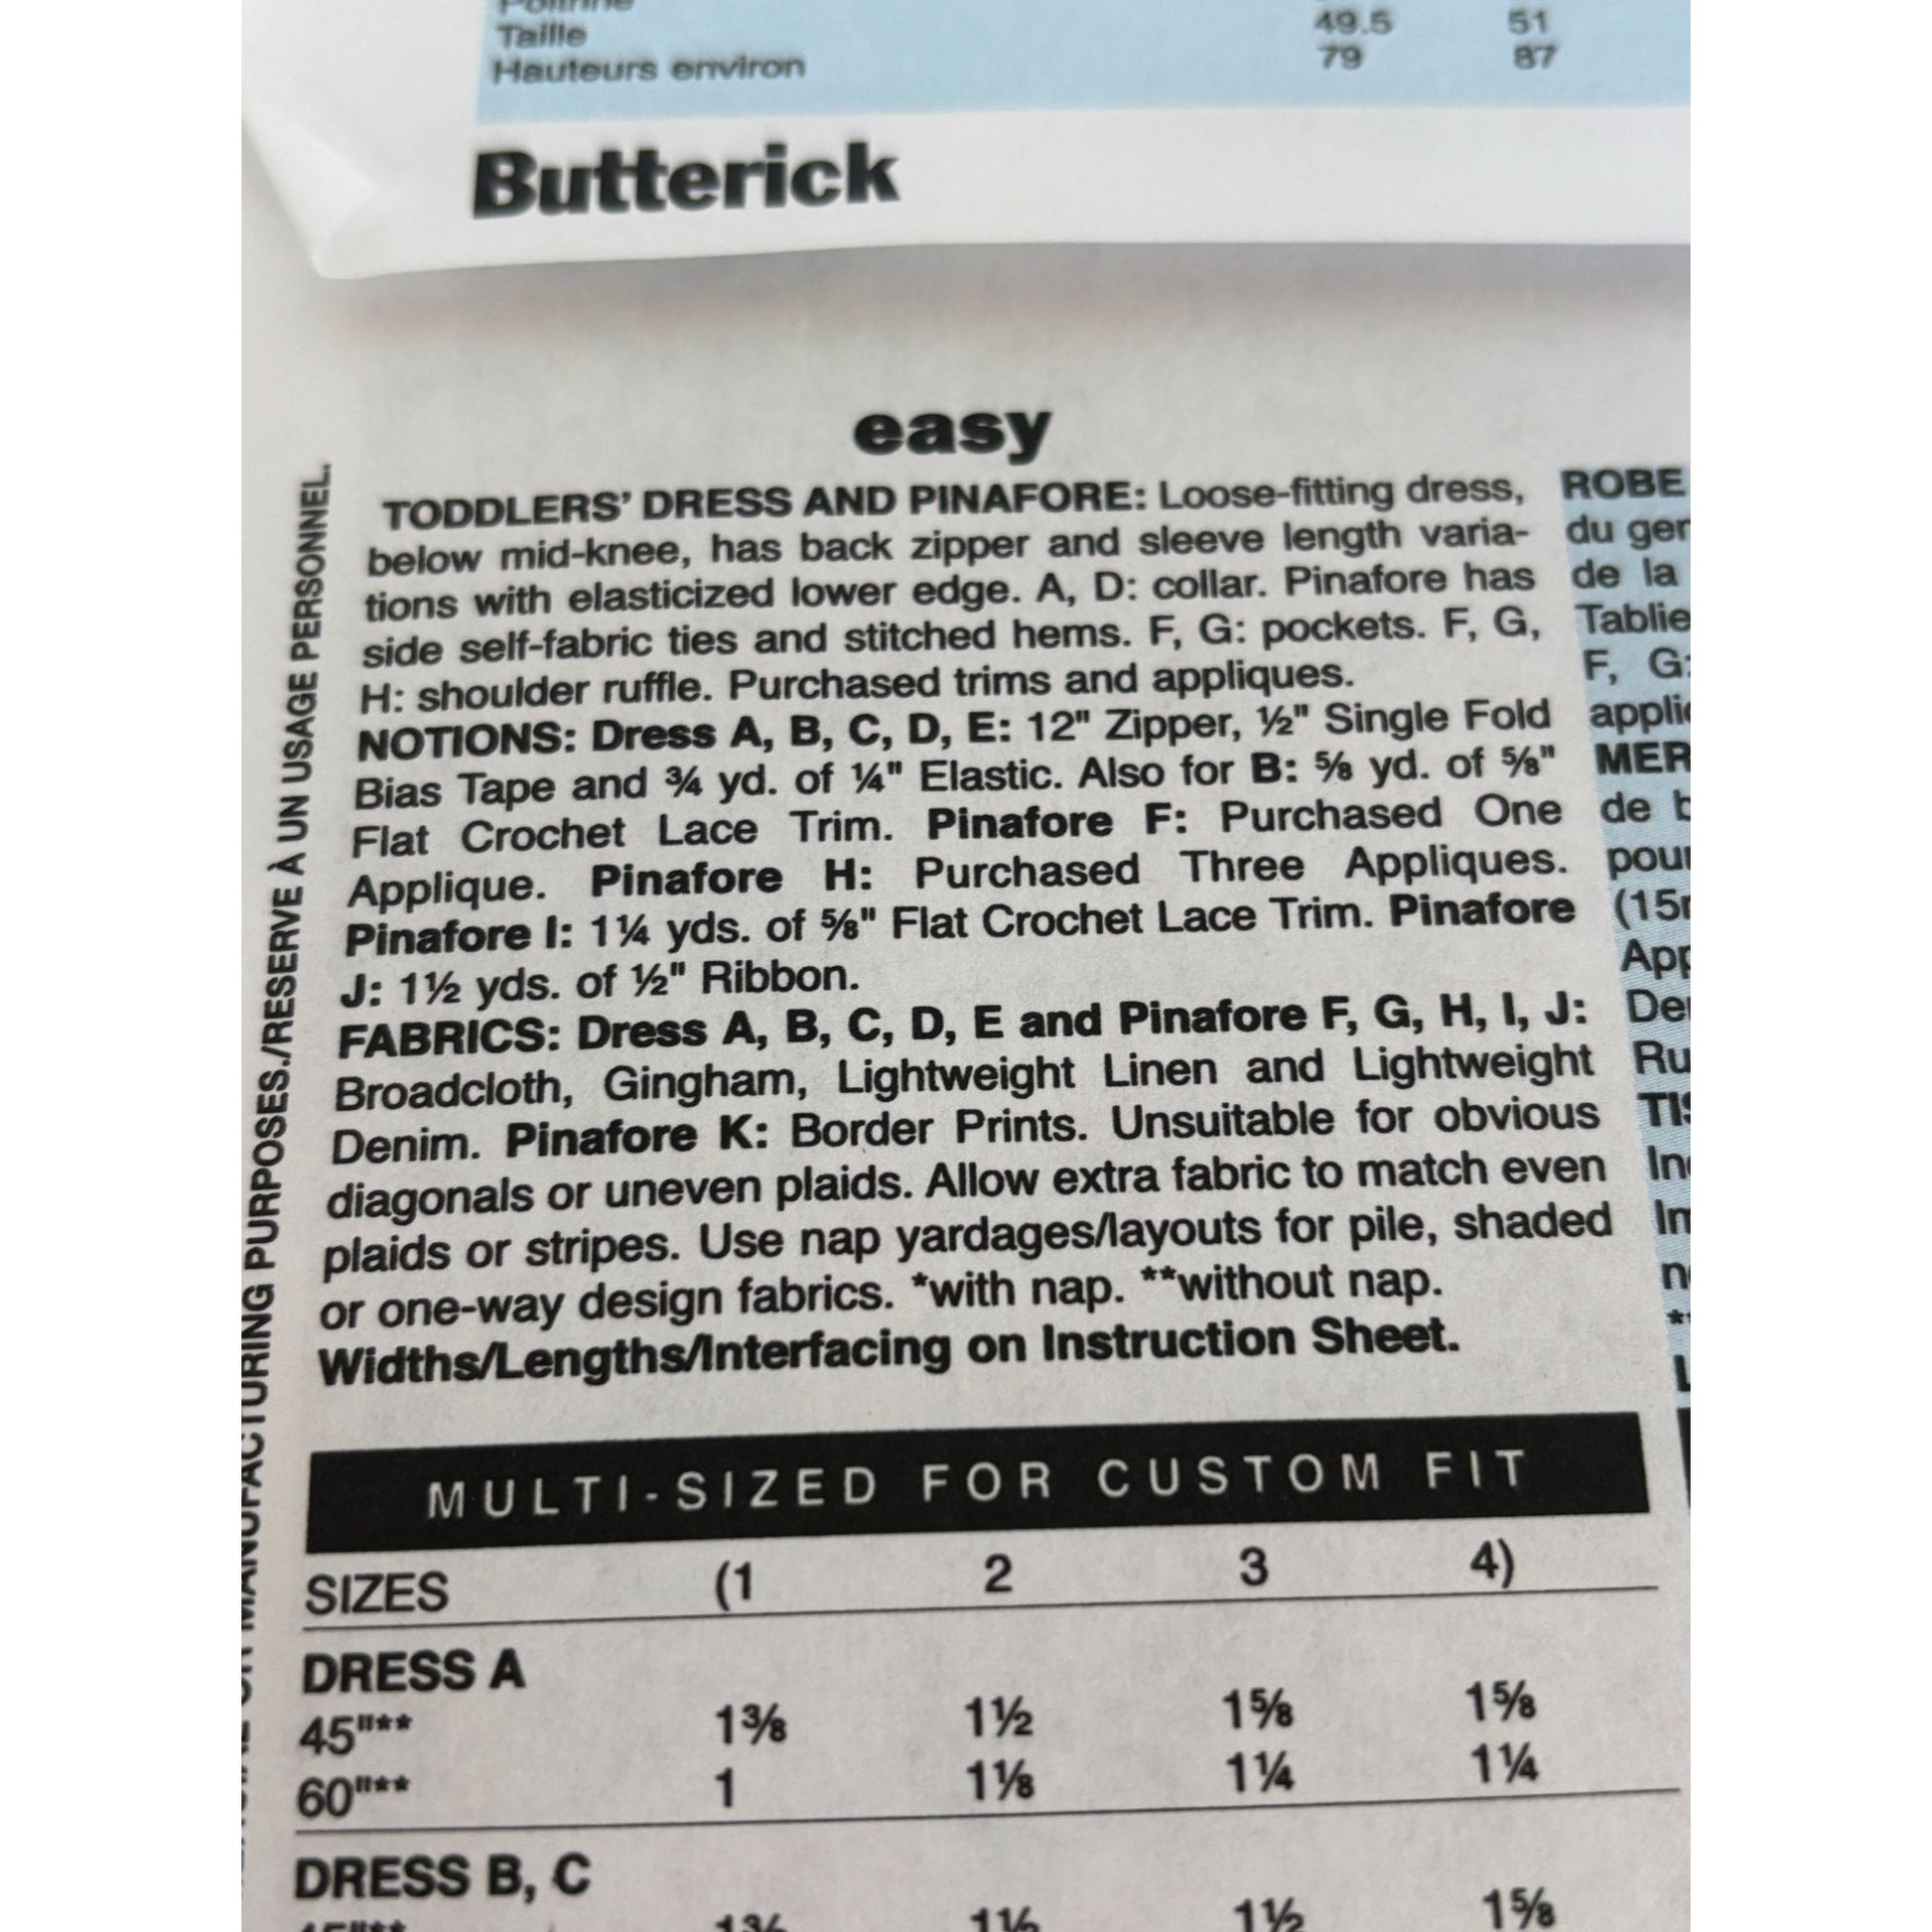 Taille 49.5 51
Hauteurs environ 79 87
Butterick
easy
TODDLERS' DRESS AND PINAFORE: Loose-fitting dress,
below mid-knee, has back zipper and sleeve length varia-
tions with elasticized lower edge. A, D: collar. Pinafore has
side self-fabric ties and stitched hems. F, G: pockets. F, G,
H: shoulder ruffle. Purchased trims and appliques.
NOTIONS: Dress A, B, C, D, E: 12" Zipper, ½" Single Fold
Bias Tape and ¾ yd. of ¼" Elastic. Also for B: ⅝ yd. of ⅝"
Flat Crochet Lace Trim. Pinafore F: Purchased One
Applique. Pinafore H: Purchased Three Appliques.
Pinafore I: 1¼ yds. of ⅝" Flat Crochet Lace Trim. Pinafore
J: 1½ yds. of ½" Ribbon.
FABRICS: Dress A, B, C, D, E and Pinafore F, G, H, I, J:
Broadcloth, Gingham, Lightweight Linen and Lightweight
Denim. Pinafore K: Border Prints. Unsuitable for obvious
diagonals or uneven plaids. Allow extra fabric to match even
plaids or stripes. Use nap yardages/layouts for pile, shaded
or one-way design fabrics. *with nap. **without nap.
Widths/Lengths/Interfacing on Instruction Sheet.
MULTI-SIZED FOR CUSTOM FIT
SIZES (1 2 3 4)
DRESS A
45"** 1⅜ 1½ 1⅝ 1⅝
60"** 1 1⅛ 1¼ 1¼
DRESS B, C
1½ 1⅝
MANUFACTURING PURPOSES./RESERVE À UN USAGE PERSONNEL.
ROBE
de la
F, G: